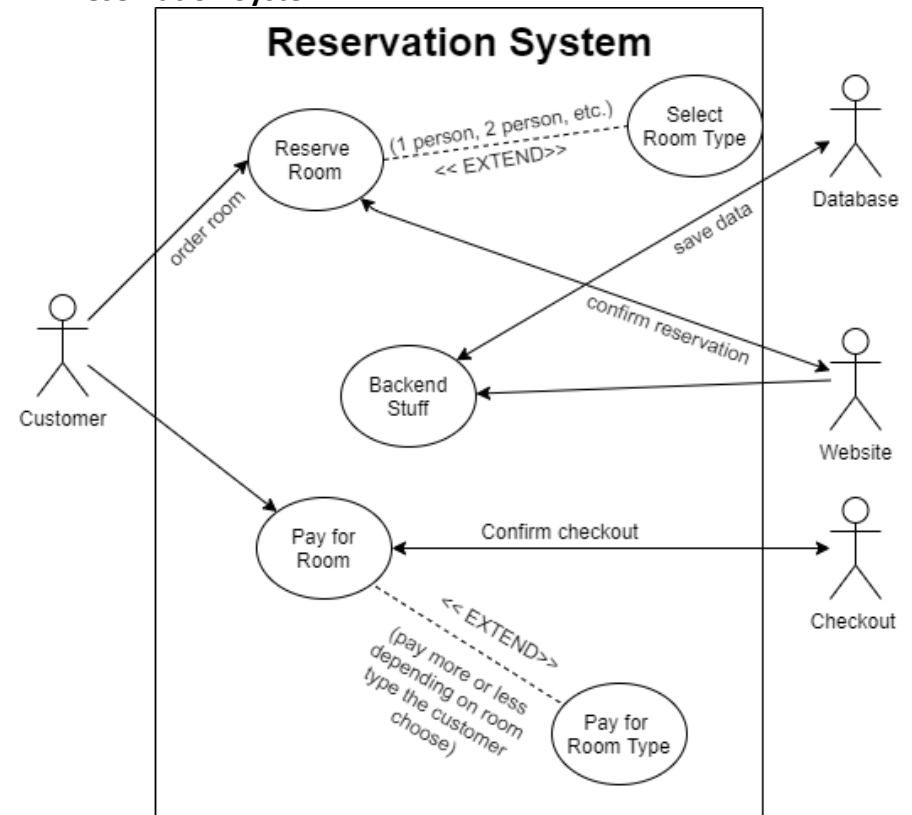 Reservation System
Select
Room Type
(1 person, 2 person, etc.)
<< EXTEND>>
Reserve
Room
order room
Database
save data
confirm reservation
Backend
Stuff
Customer
Website
Pay for
Room
Confirm checkout
Checkout
<< EXTEND>>
(pay more or less
depending on room
type the customer
choose)
Pay for
Room Type